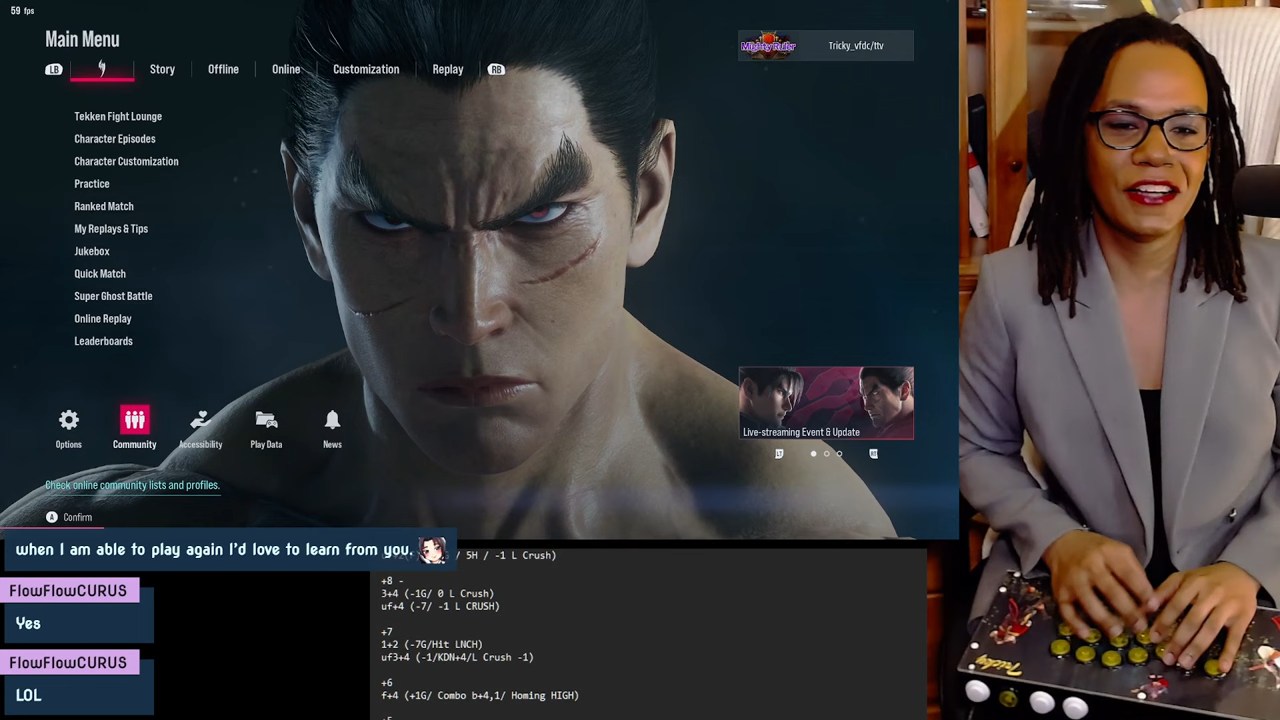 59 fps
Main Menu
LB
Story
Offline
Online
Customization
Replay
RB
Mighty Ruler
Tricky_vfdc/ttv
Tekken Fight Lounge
Character Episodes
Character Customization
Practice
Ranked Match
My Replays & Tips
Jukebox
Quick Match
Super Ghost Battle
Online Replay
Leaderboards
Options
Community
Accessibility
Play Data
News
Live-streaming Event & Update
Check online community lists and profiles.
A Confirm
when I am able to play again I'd love to learn from you.
FlowFlowCURUS
Yes
FlowFlowCURUS
LOL
/ 5H / -1 L Crush)
+8 -
3+4 (-1G/ 0 L Crush)
uf+4 (-7/ -1 L CRUSH)
+7
1+2 (-7G/Hit LNCH)
uf3+4 (-1/KDN+4/L Crush -1)
+6
f+4 (+1G/ Combo b+4,1/ Homing HIGH)
Tricky